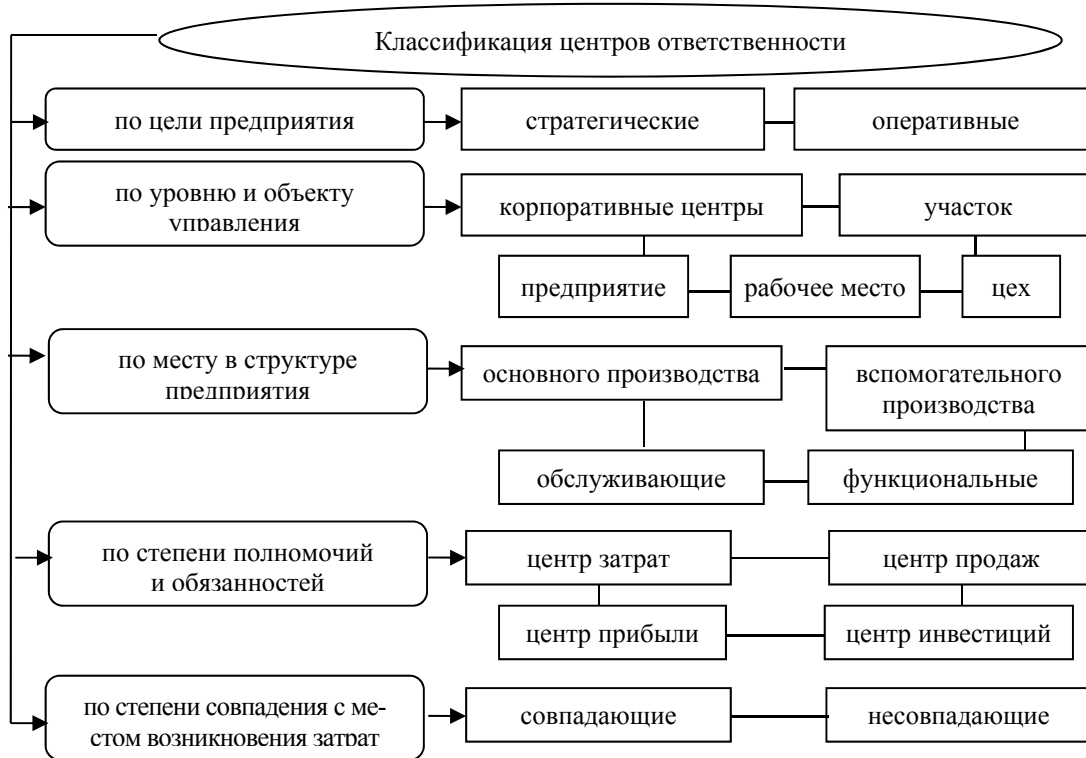 Классификация центров ответственности
по цели предприятия
стратегические
оперативные
по уровню и объекту
управления
корпоративные центры
участок
предприятие
рабочее место
цех
по месту в структуре
предприятия
основного производства
вспомогательного
производства
обслуживающие
функциональные
по степени полномочий
и обязанностей
центр затрат
центр продаж
центр прибыли
центр инвестиций
по степени совпадения с ме-
стом возникновения затрат
совпадающие
несовпадающие